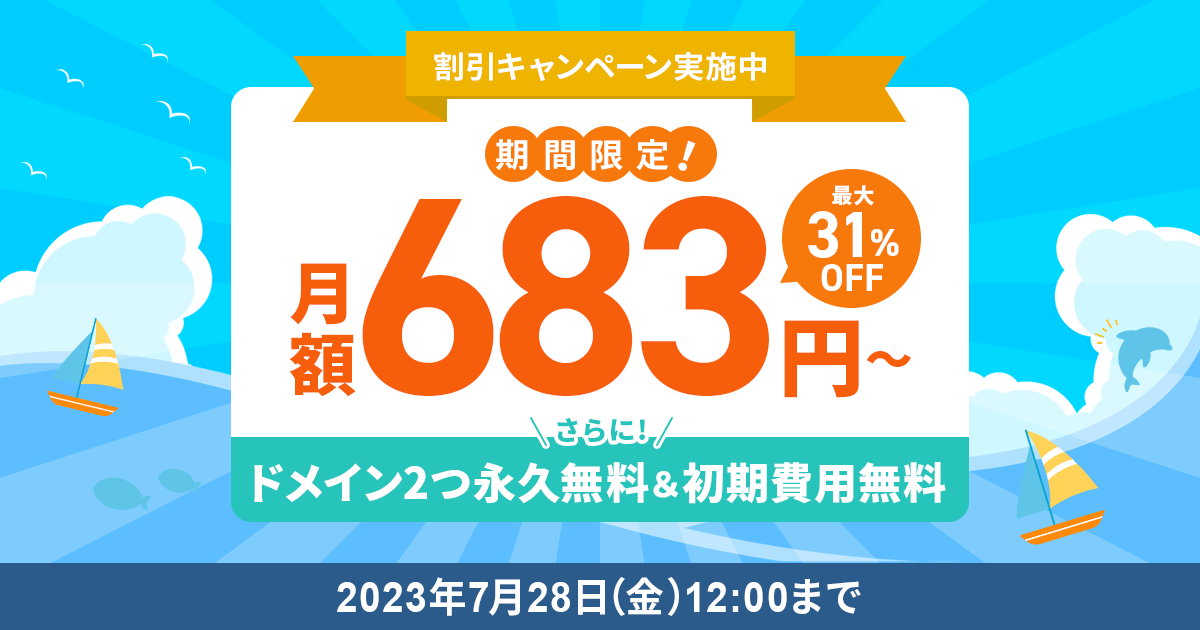 割引キャンペーン実施中
期間限定!
月額683円~
最大
31%
OFF
さらに!
ドメイン2つ永久無料&初期費用無料
2023年7月28日(金)12:00まで